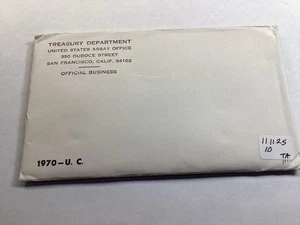 TREASURY DEPARTMENT
UNITED STATES ASSAY OFFICE
350 DUBOCE STREET
SAN FRANCISCO, CALIF. 94102
OFFICIAL BUSINESS
1970-U. C.
111125
10
TA